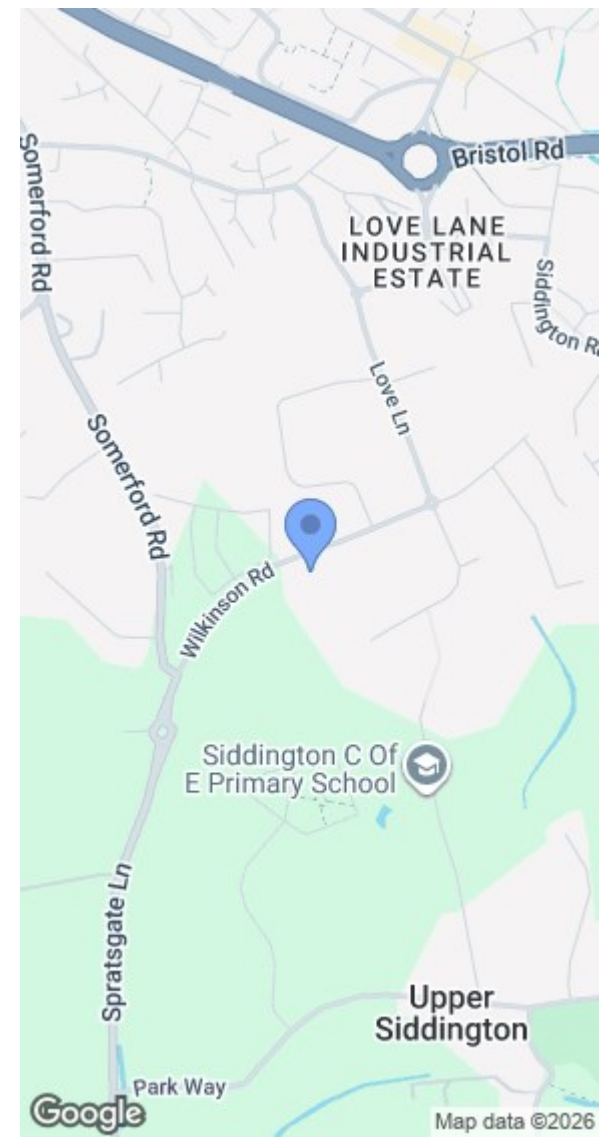 Bristol Rd
Somerford Rd
LOVE LANE
INDUSTRIAL
ESTATE
Siddington Rd
Love Ln
Somerford Rd
Wilkinson Rd
Siddington C Of
E Primary School
Spratsgate Ln
Upper
Siddington
Park Way
Google
Map data ©2026